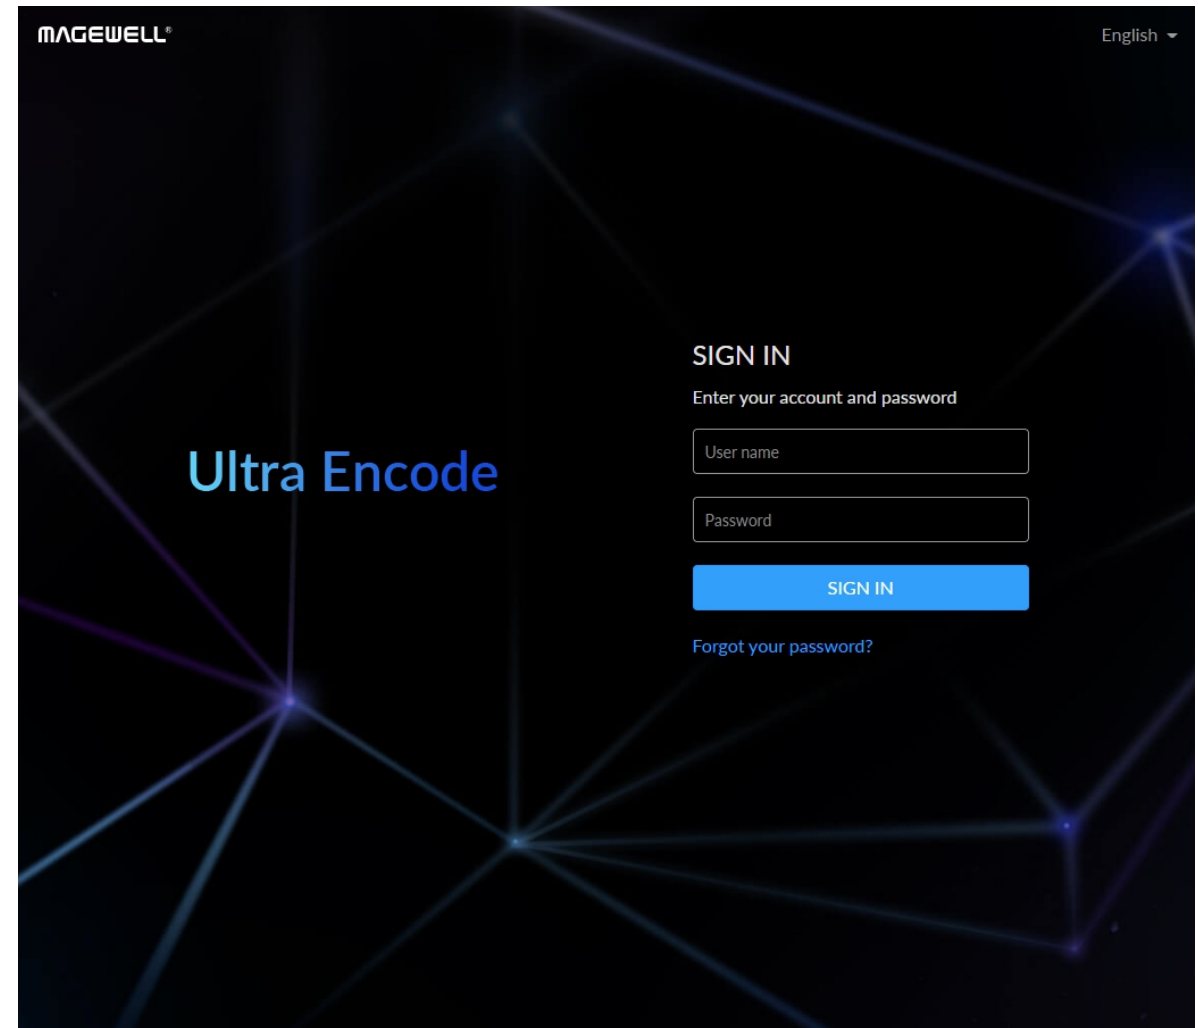 MAGEWELL®
English
SIGN IN
Enter your account and password
User name
Ultra Encode
Password
SIGN IN
Forgot your password?